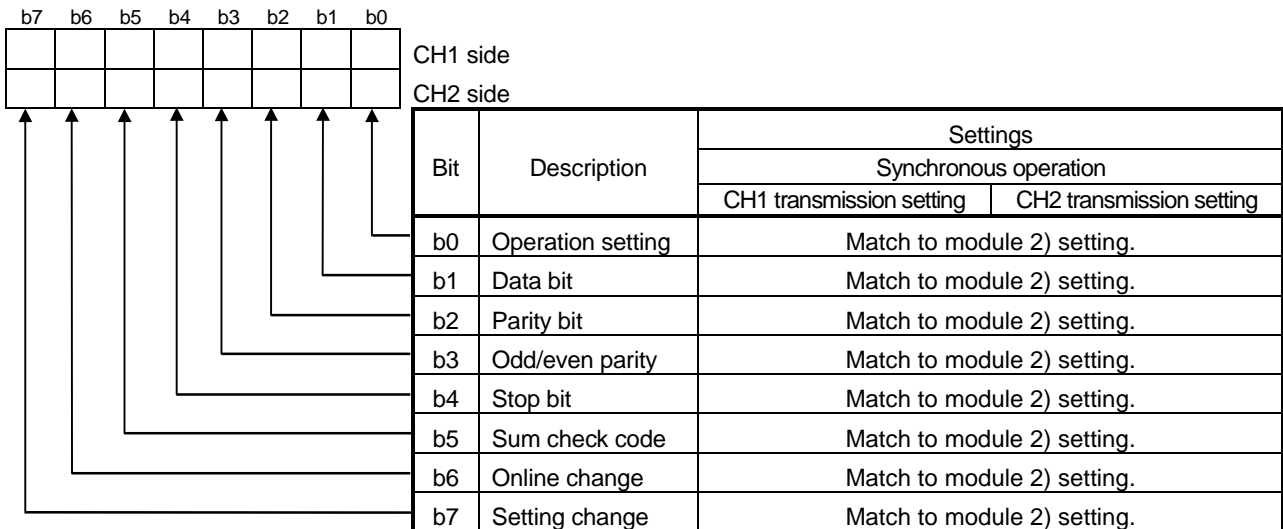 b7 b6 b5 b4 b3 b2 b1 b0
CH1 side
CH2 side
Bit Description Settings
Synchronous operation
CH1 transmission setting CH2 transmission setting
b0 Operation setting Match to module 2) setting.
b1 Data bit Match to module 2) setting.
b2 Parity bit Match to module 2) setting.
b3 Odd/even parity Match to module 2) setting.
b4 Stop bit Match to module 2) setting.
b5 Sum check code Match to module 2) setting.
b6 Online change Match to module 2) setting.
b7 Setting change Match to module 2) setting.